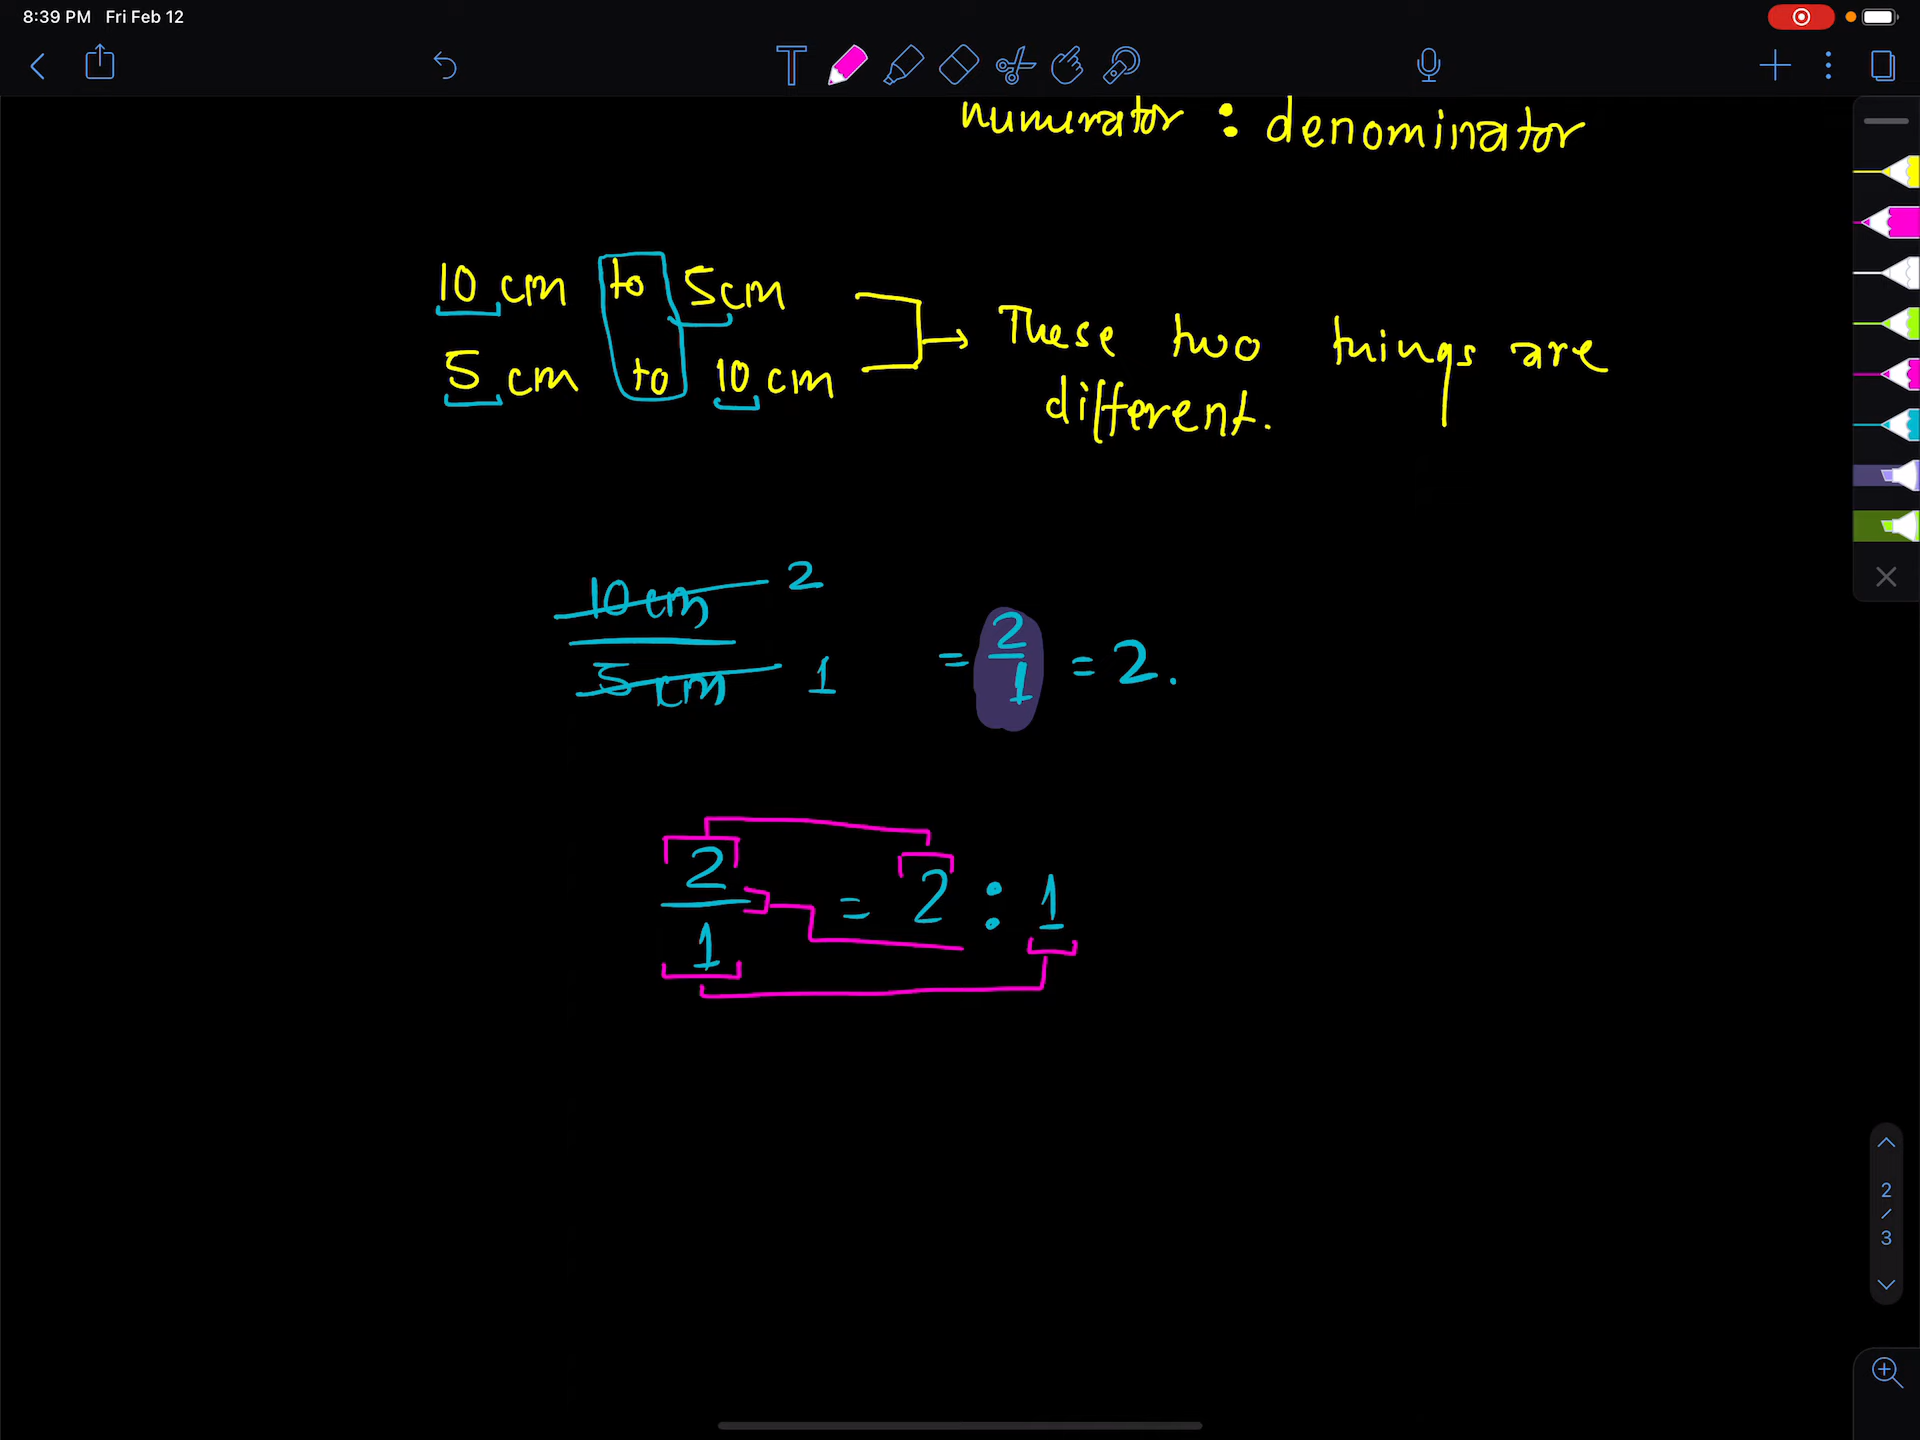 8:39 PM Fri Feb 12
numerator : denominator
10 cm to 5cm
5 cm to 10 cm
These two things are
different.
10 cm 2
5 cm 1
= 2/1 = 2.
2/1 = 2 : 1
2
/
3